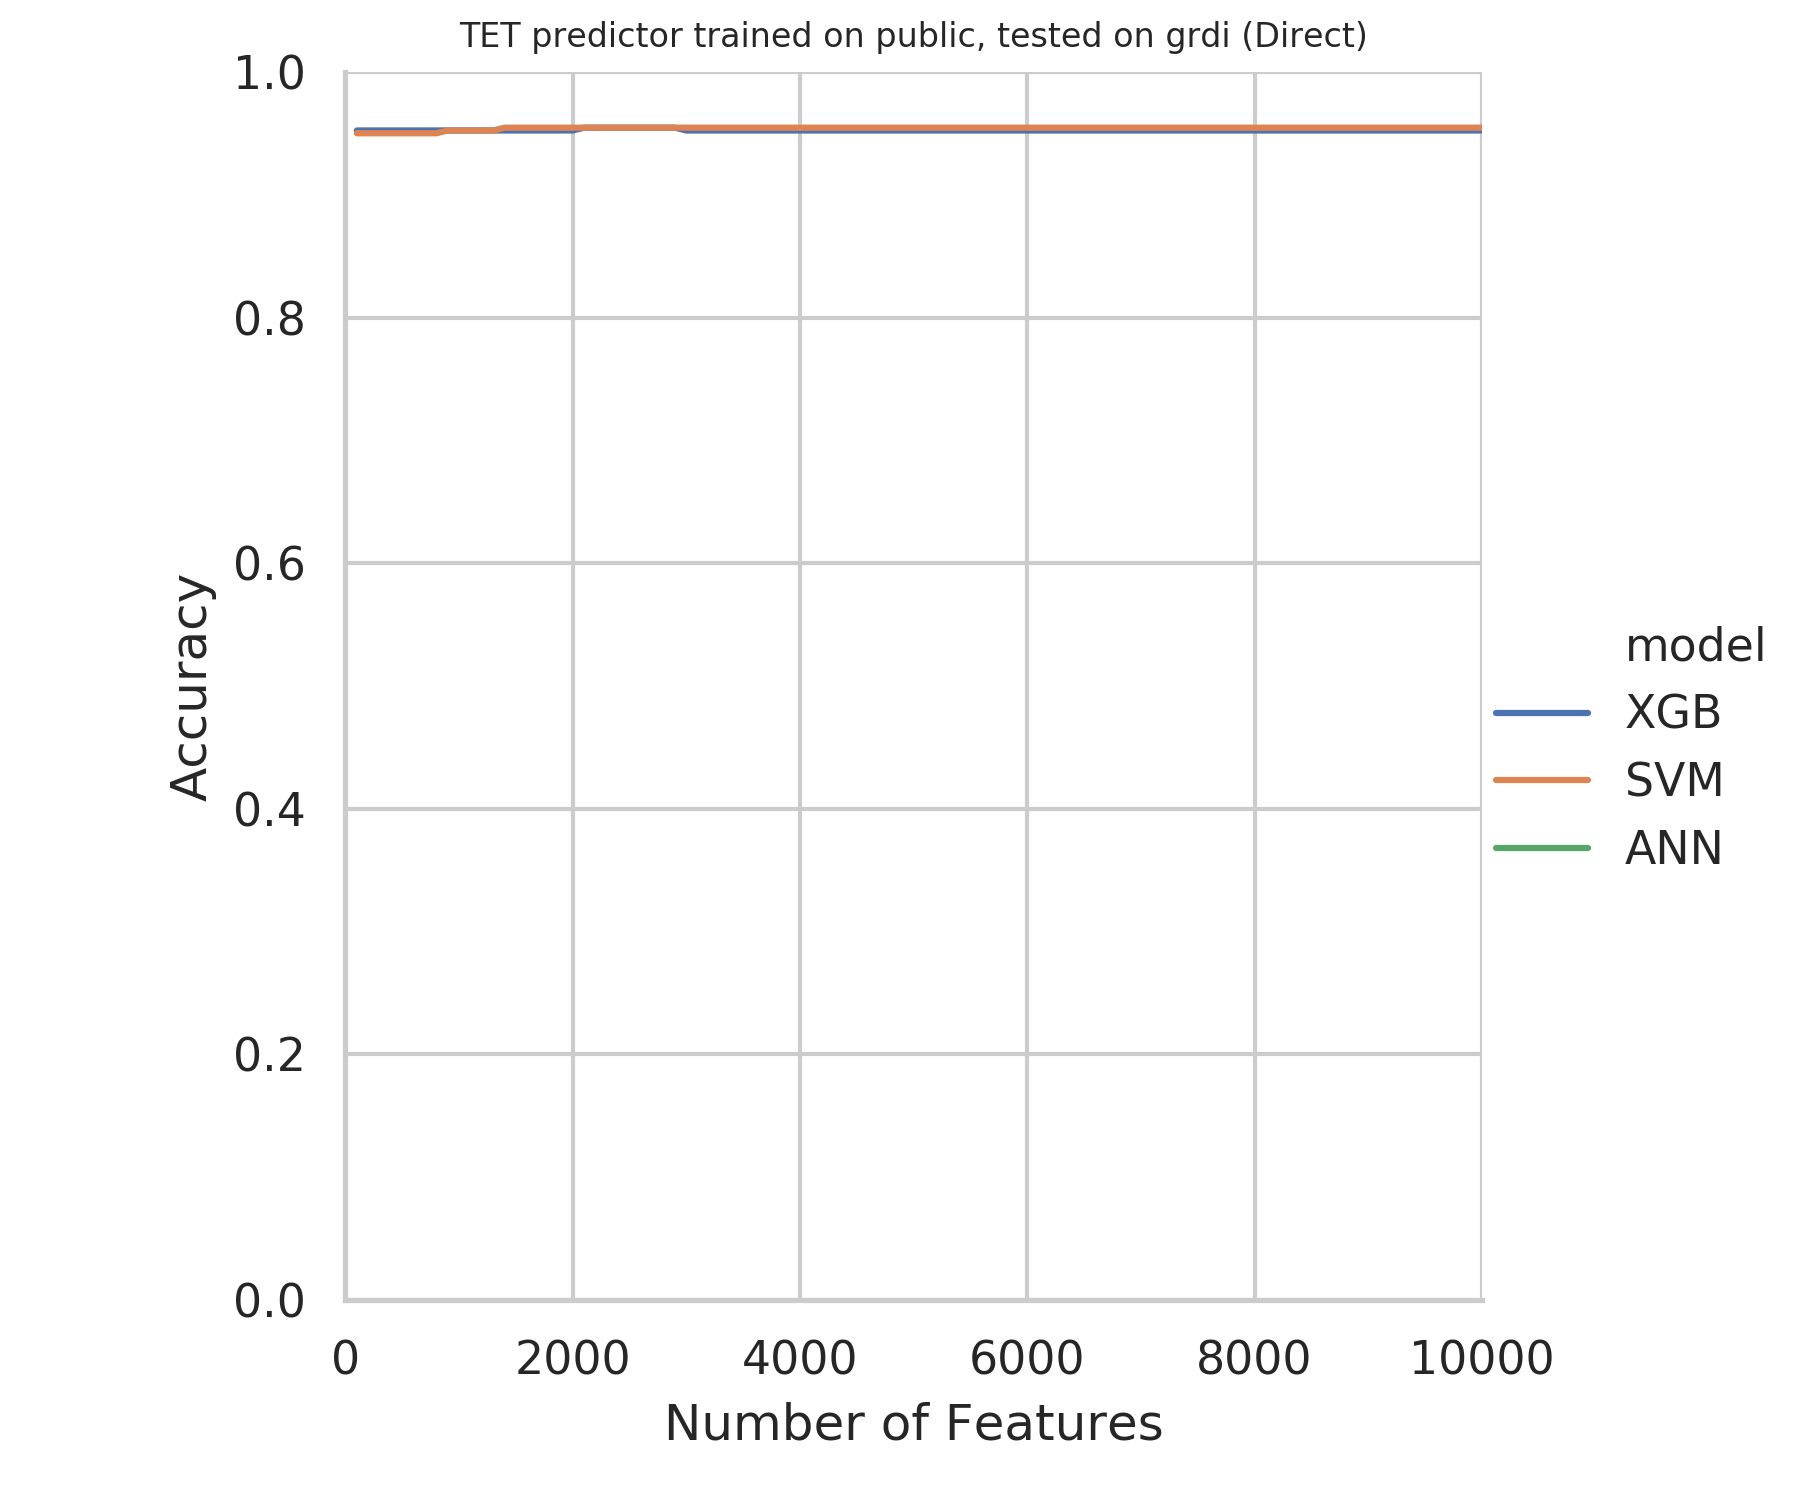 TET predictor trained on public, tested on grdi (Direct)
1.0
0.8
0.6
0.4
0.2
0.0
Accuracy
0 2000 4000 6000 8000 10000
Number of Features
model
XGB
SVM
ANN